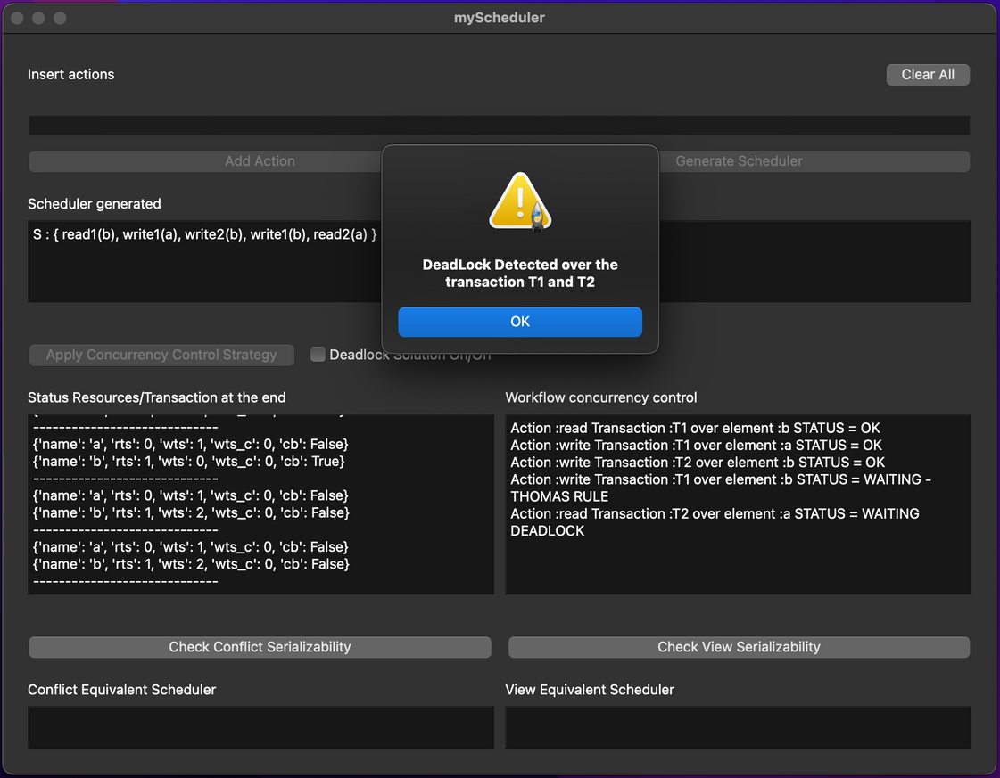 myScheduler
Insert actions
Clear All
Add Action
Generate Scheduler
Scheduler generated
S : { read1(b), write1(a), write2(b), write1(b), read2(a) }
DeadLock Detected over the
transaction T1 and T2
OK
Apply Concurrency Control Strategy
Deadlock Solution On/Off
Status Resources/Transaction at the end
-----------------------------
{'name': 'a', 'rts': 0, 'wts': 1, 'wts_c': 0, 'cb': False}
{'name': 'b', 'rts': 1, 'wts': 0, 'wts_c': 0, 'cb': True}
-----------------------------
{'name': 'a', 'rts': 0, 'wts': 1, 'wts_c': 0, 'cb': False}
{'name': 'b', 'rts': 1, 'wts': 2, 'wts_c': 0, 'cb': False}
-----------------------------
{'name': 'a', 'rts': 0, 'wts': 1, 'wts_c': 0, 'cb': False}
{'name': 'b', 'rts': 1, 'wts': 2, 'wts_c': 0, 'cb': False}
-----------------------------
Workflow concurrency control
Action :read Transaction :T1 over element :b STATUS = OK
Action :write Transaction :T1 over element :a STATUS = OK
Action :write Transaction :T2 over element :b STATUS = OK
Action :write Transaction :T1 over element :b STATUS = WAITING -
THOMAS RULE
Action :read Transaction :T2 over element :a STATUS = WAITING
DEADLOCK
Check Conflict Serializability
Check View Serializability
Conflict Equivalent Scheduler
View Equivalent Scheduler